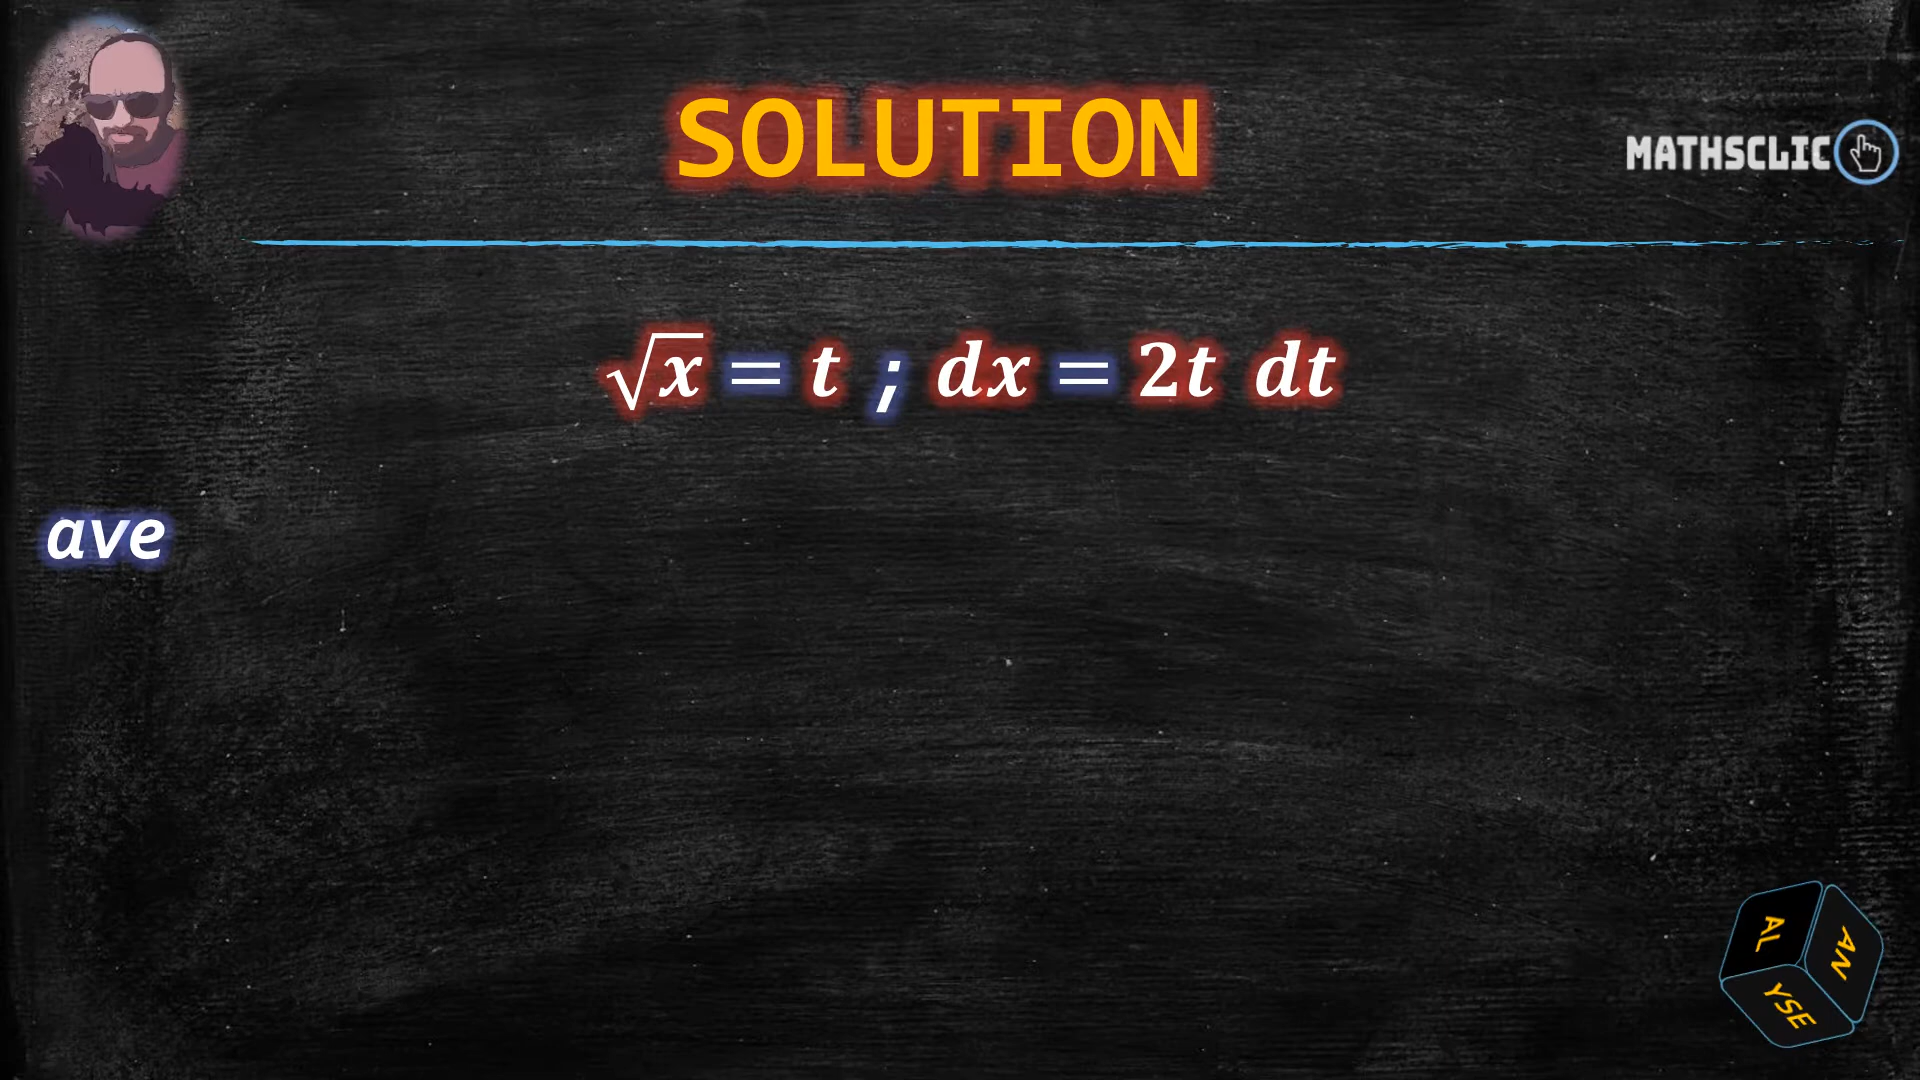 SOLUTION
MATHSCLIC
√x = t ; dx = 2t dt
ave
AL
AN
YSE